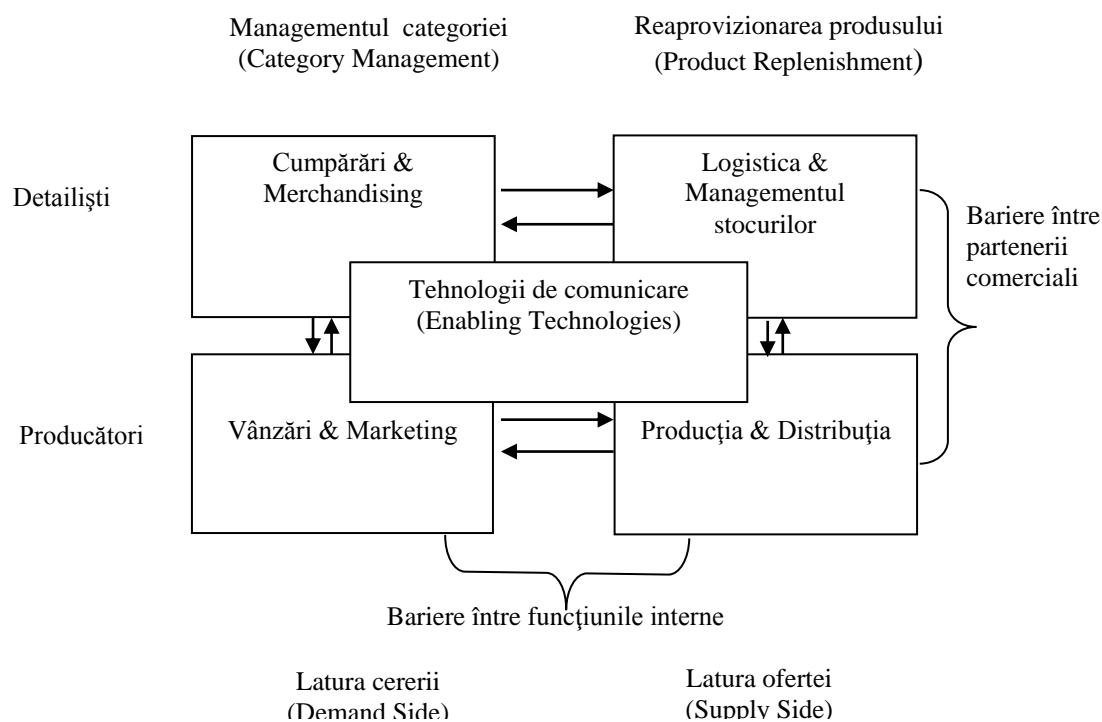 Managementul categoriei
(Category Management)
Reaprovizionarea produsului
(Product Replenishment)
Detailişti
Cumpărări &
Merchandising
Logistica &
Managementul
stocurilor
Bariere între
partenerii
comerciali
Tehnologii de comunicare
(Enabling Technologies)
Producători
Vânzări & Marketing
Producţia & Distribuţia
Bariere între funcţiunile interne
Latura cererii
(Demand Side)
Latura ofertei
(Supply Side)